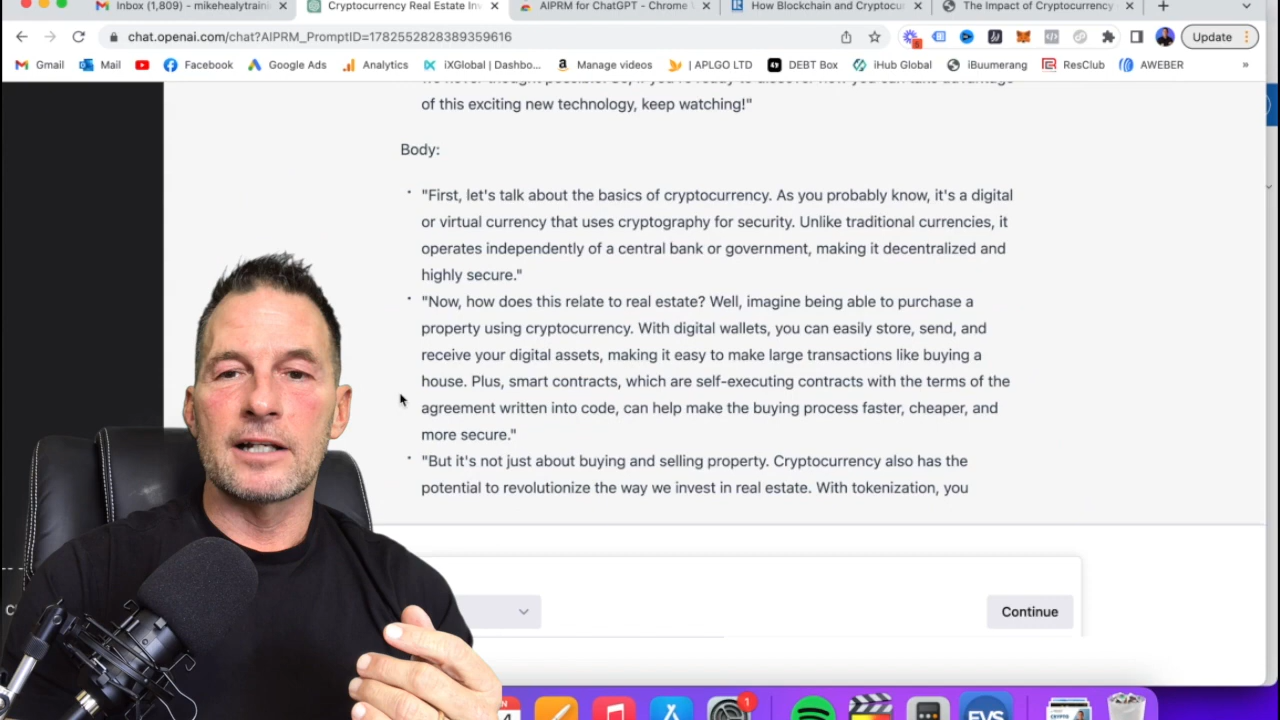 Inbox (1,809) - mikehealytraini
Cryptocurrency Real Estate Inv
AIPRM for ChatGPT - Chrome
How Blockchain and Cryptocur
The Impact of Cryptocurrency
chat.openai.com/chat?AIPRM_PromptID=1782552828389359616
5
Update
Gmail
Mail
Facebook
Google Ads
Analytics
iXGlobal | Dashbo...
Amazon
Manage videos
| APLGO LTD
DEBT Box
iHub Global
iBuumerang
ResClub
AWEBER
»
of this exciting new technology, keep watching!"
Body:
"First, let's talk about the basics of cryptocurrency. As you probably know, it's a digital
or virtual currency that uses cryptography for security. Unlike traditional currencies, it
operates independently of a central bank or government, making it decentralized and
highly secure."
"Now, how does this relate to real estate? Well, imagine being able to purchase a
property using cryptocurrency. With digital wallets, you can easily store, send, and
receive your digital assets, making it easy to make large transactions like buying a
house. Plus, smart contracts, which are self-executing contracts with the terms of the
agreement written into code, can help make the buying process faster, cheaper, and
more secure."
"But it's not just about buying and selling property. Cryptocurrency also has the
potential to revolutionize the way we invest in real estate. With tokenization, you
Continue
1
EVS